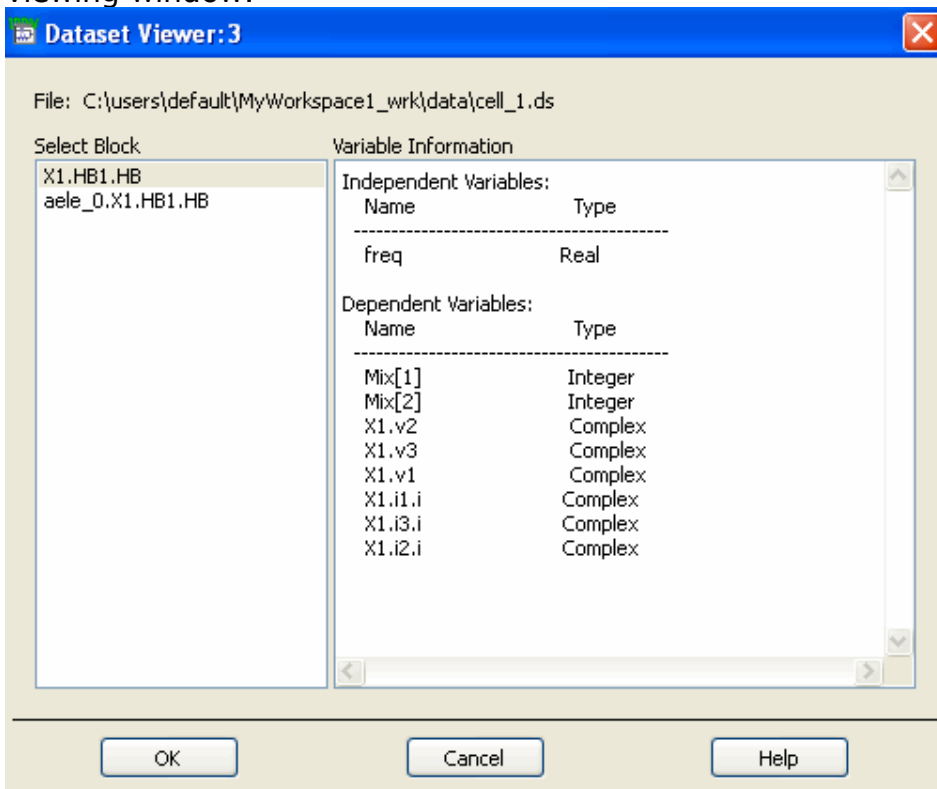 viewing window.
Dataset Viewer:3
File: C:\users\default\MyWorkspace1_wrk\data\cell_1.ds
Select Block
Variable Information
X1.HB1.HB
aele_0.X1.HB1.HB
Independent Variables:
Name Type
------------------------------------------
freq Real
Dependent Variables:
Name Type
------------------------------------------
Mix[1] Integer
Mix[2] Integer
X1.v2 Complex
X1.v3 Complex
X1.v1 Complex
X1.i1.i Complex
X1.i3.i Complex
X1.i2.i Complex
OK
Cancel
Help